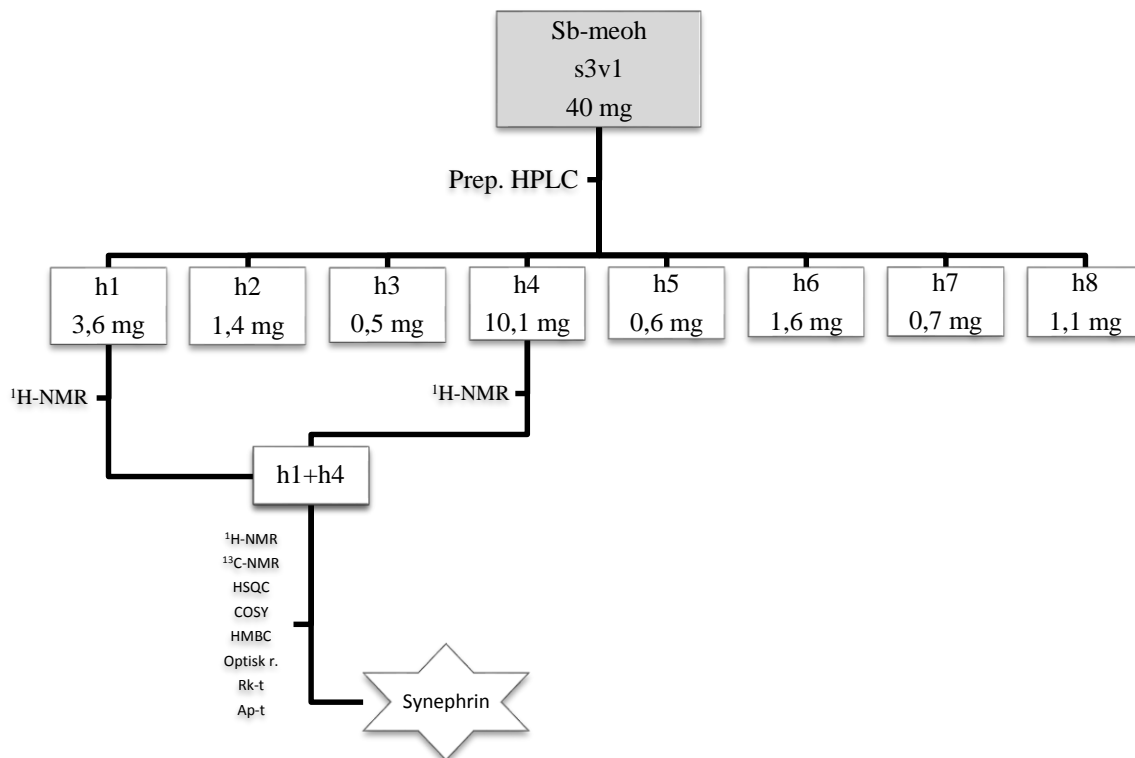 Sb-meoh
s3v1
40 mg
Prep. HPLC
h1
3,6 mg
h2
1,4 mg
h3
0,5 mg
h4
10,1 mg
h5
0,6 mg
h6
1,6 mg
h7
0,7 mg
h8
1,1 mg
¹H-NMR
¹H-NMR
h1+h4
¹H-NMR
¹³C-NMR
HSQC
COSY
HMBC
Optisk r.
Rk-t
Ap-t
Synephrin